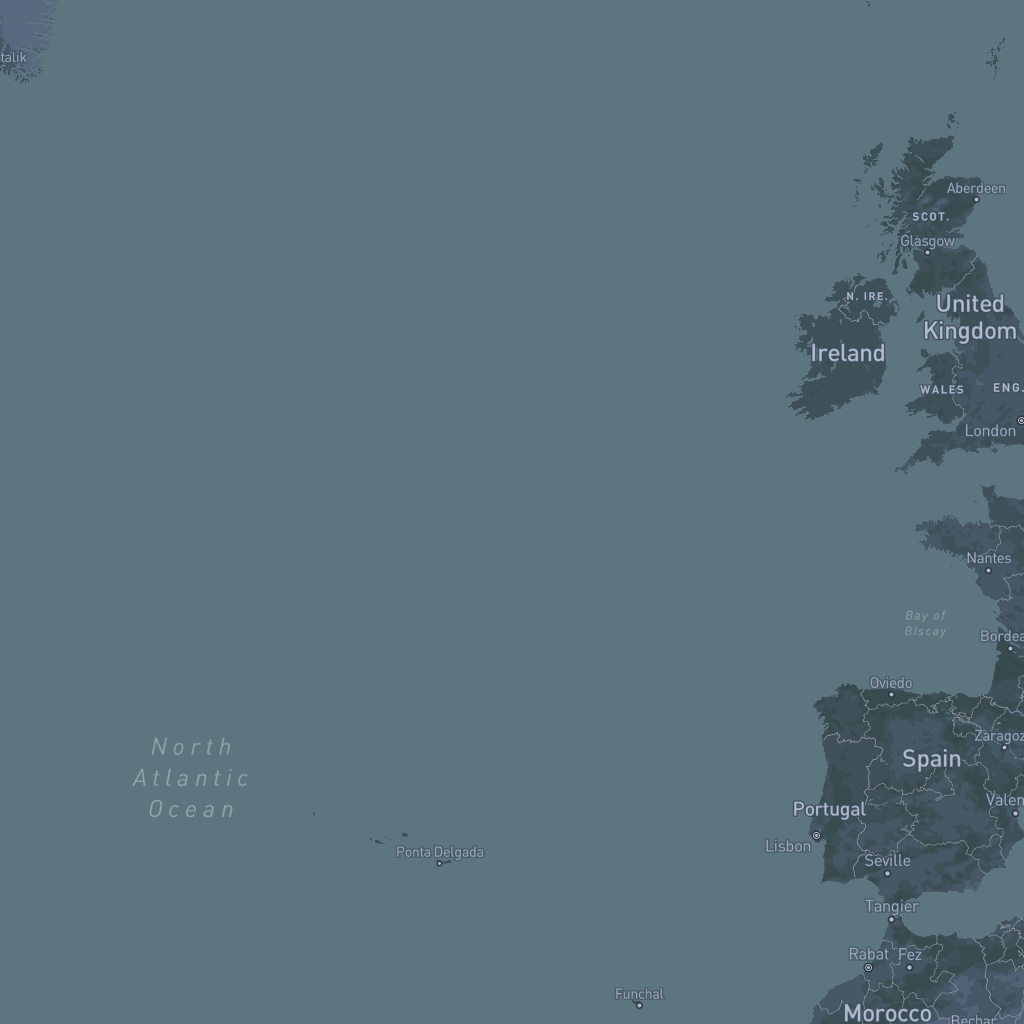 talik
Aberdeen
SCOT.
Glasgow
N. IRE.
United
Kingdom
Ireland
WALES
ENG.
London
Nantes
Bay of
Biscay
Bordea
Oviedo
Zaragoz
North
Atlantic
Ocean
Spain
Valen
Portugal
Lisbon
Ponta Delgada
Seville
Tangier
Rabat
Fez
Funchal
Morocco
Bechar